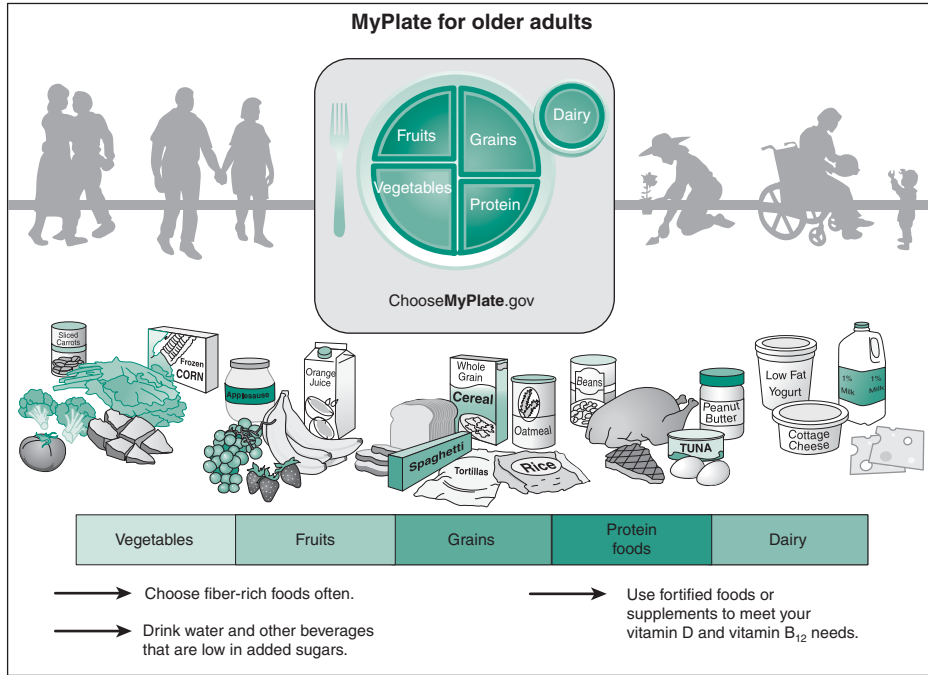 MyPlate for older adults
Fruits
Grains
Dairy
Vegetables
Protein
ChooseMyPlate.gov
Sliced
Carrots
Frozen
CORN
Applesauce
Orange
Juice
Whole
Grain
Cereal
Oatmeal
Spaghetti
Tortillas
Rice
Beans
Peanut
Butter
TUNA
Low Fat
Yogurt
Cottage
Cheese
1%
Milk
1%
Milk
Vegetables
Fruits
Grains
Protein
foods
Dairy
Choose fiber-rich foods often.
Drink water and other beverages
that are low in added sugars.
Use fortified foods or
supplements to meet your
vitamin D and vitamin B₁₂ needs.